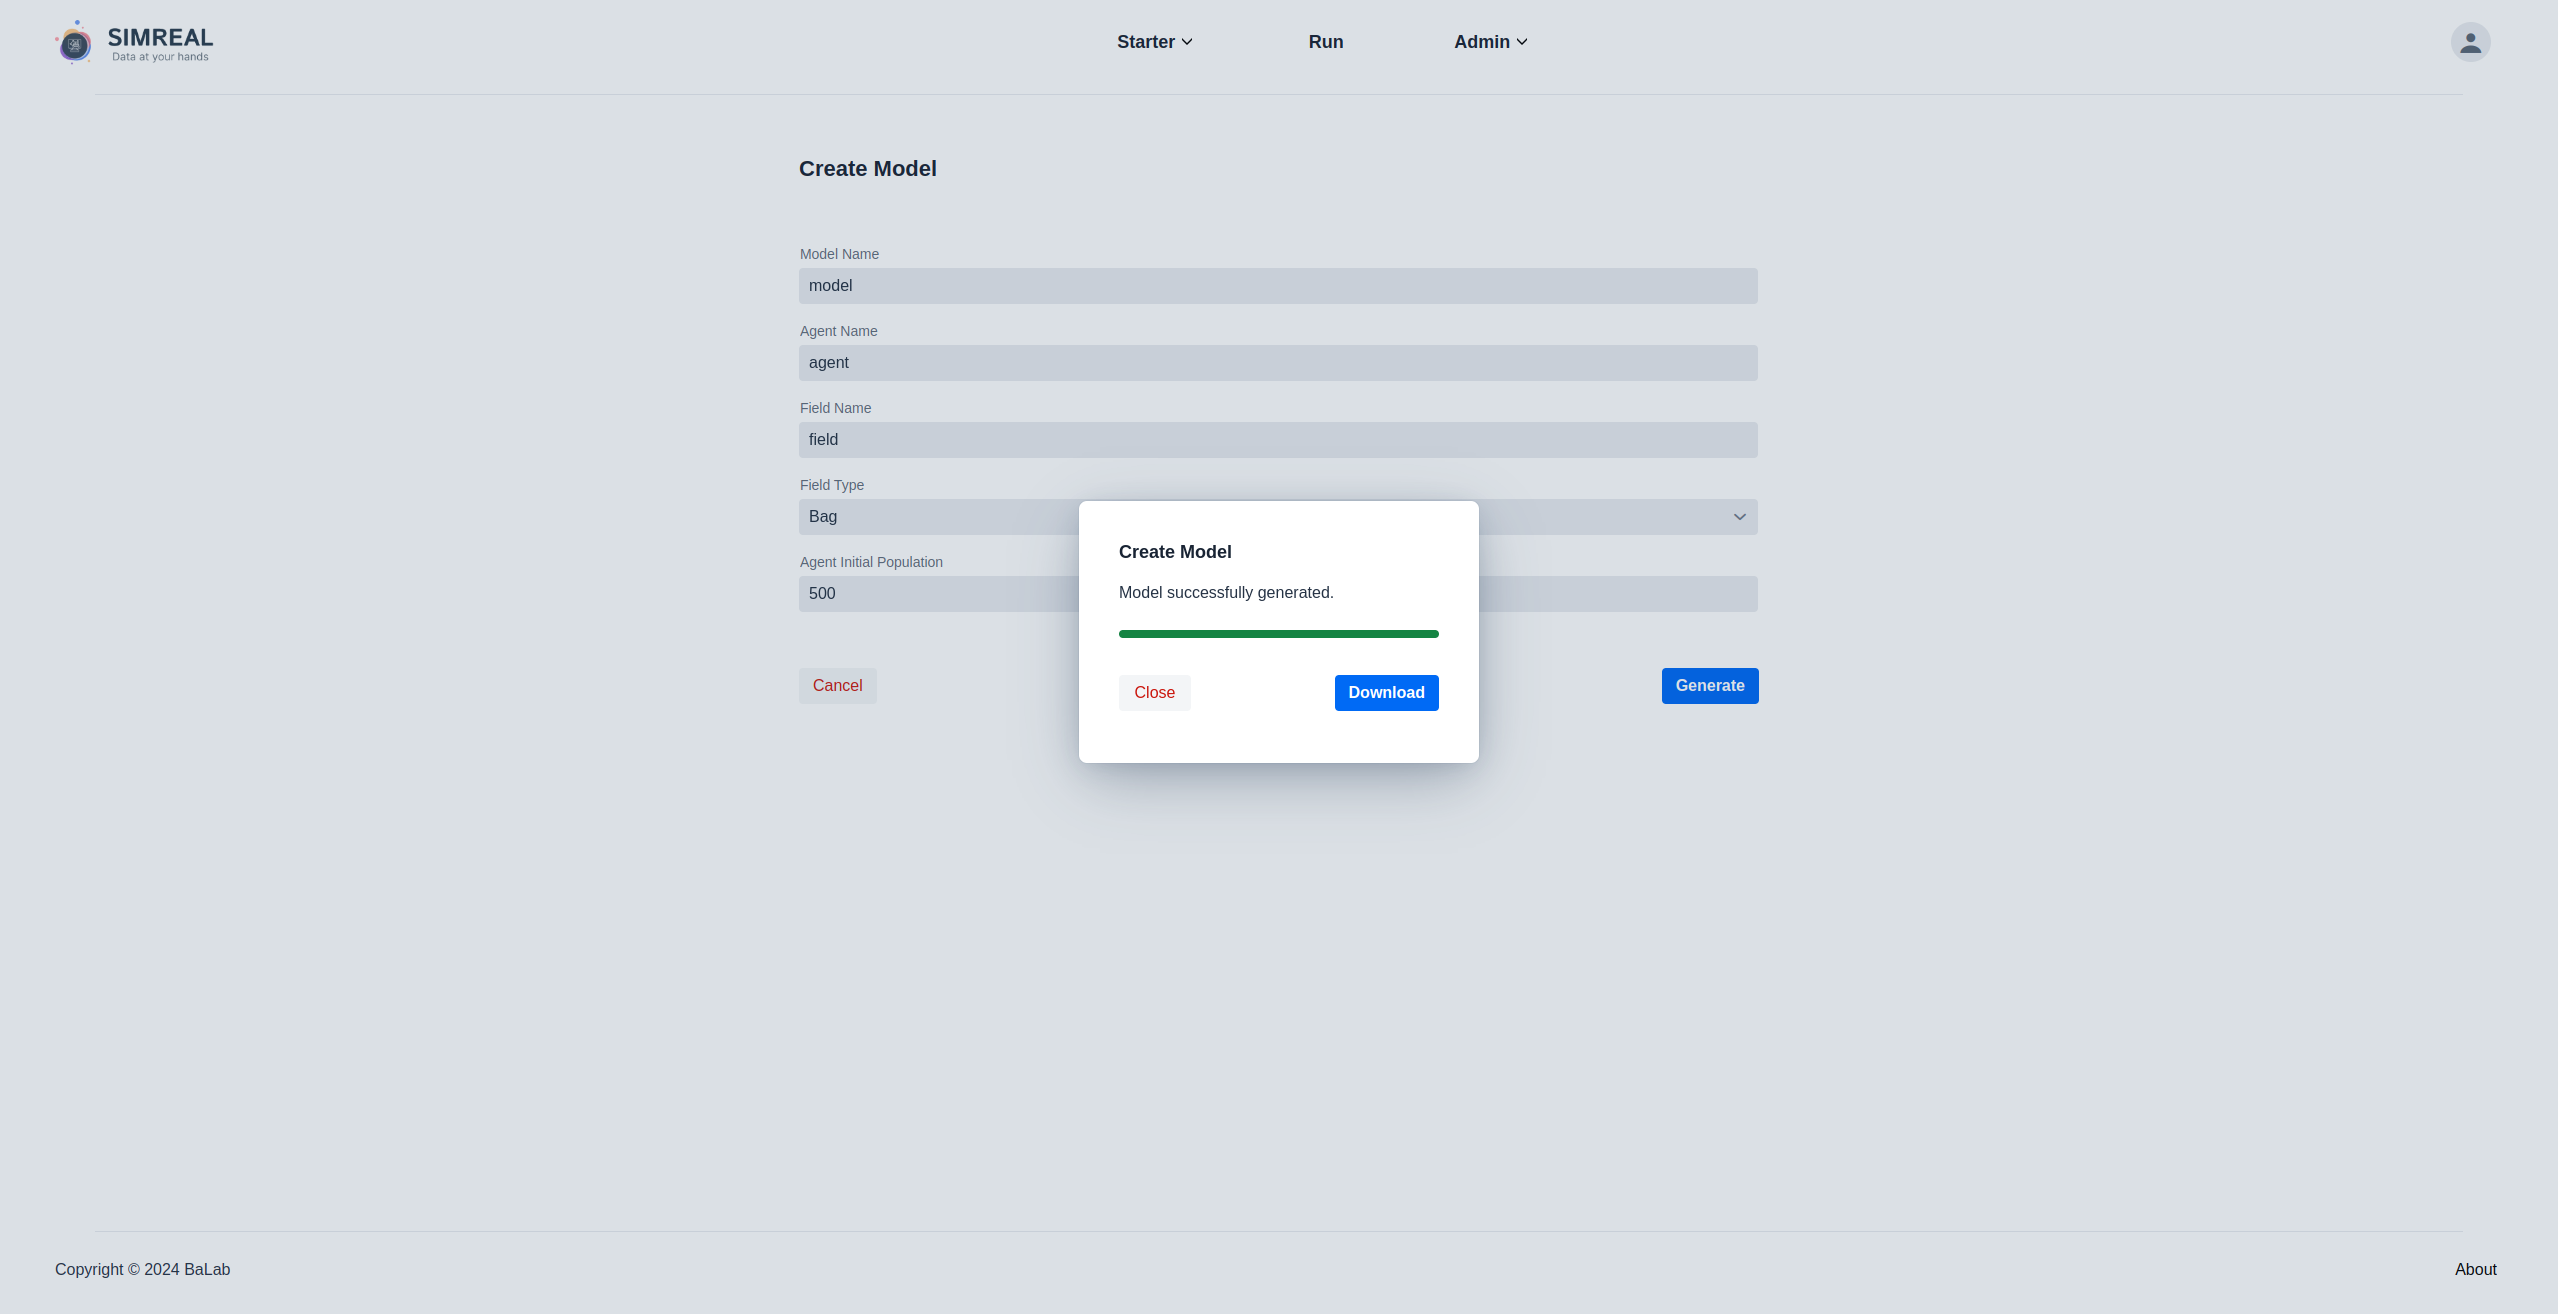 SIMREAL
Data at your hands
Starter
Run
Admin
Create Model
Model Name
model
Agent Name
agent
Field Name
field
Field Type
Bag
Agent Initial Population
500
Cancel
Generate
Create Model
Model successfully generated.
Close
Download
Copyright © 2024 BaLab
About